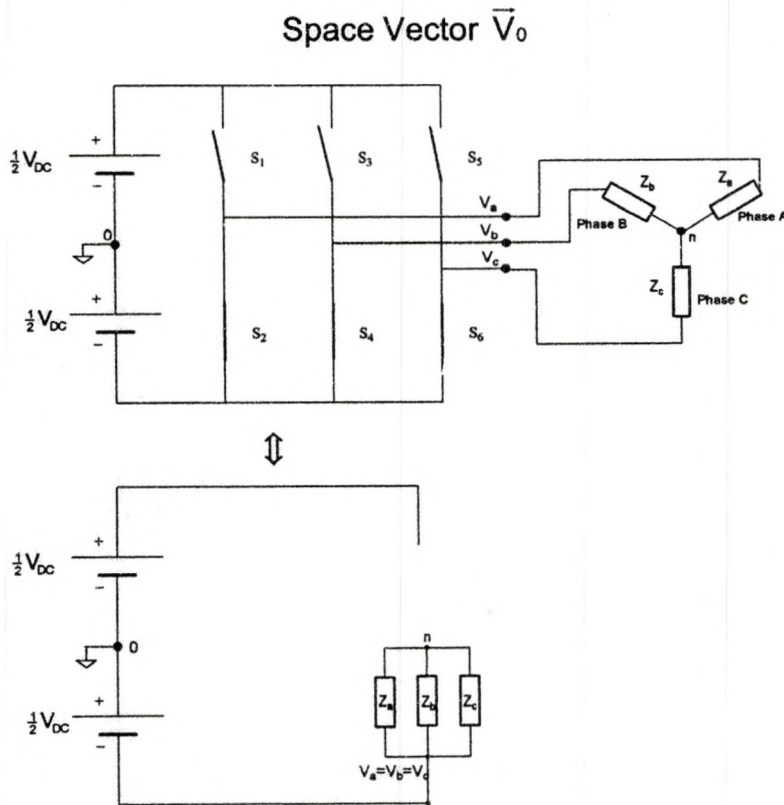 Space Vector V⃗₀
+
½V_DC
−
0
+
½V_DC
−
S₁
S₃
S₅
S₂
S₄
S₆
V_a
V_b
V_c
Z_b
Z_a
Phase B
Phase A
n
Z_c
Phase C
+
½V_DC
−
0
+
½V_DC
−
n
Z_a
Z_b
Z_c
V_a=V_b=V_c